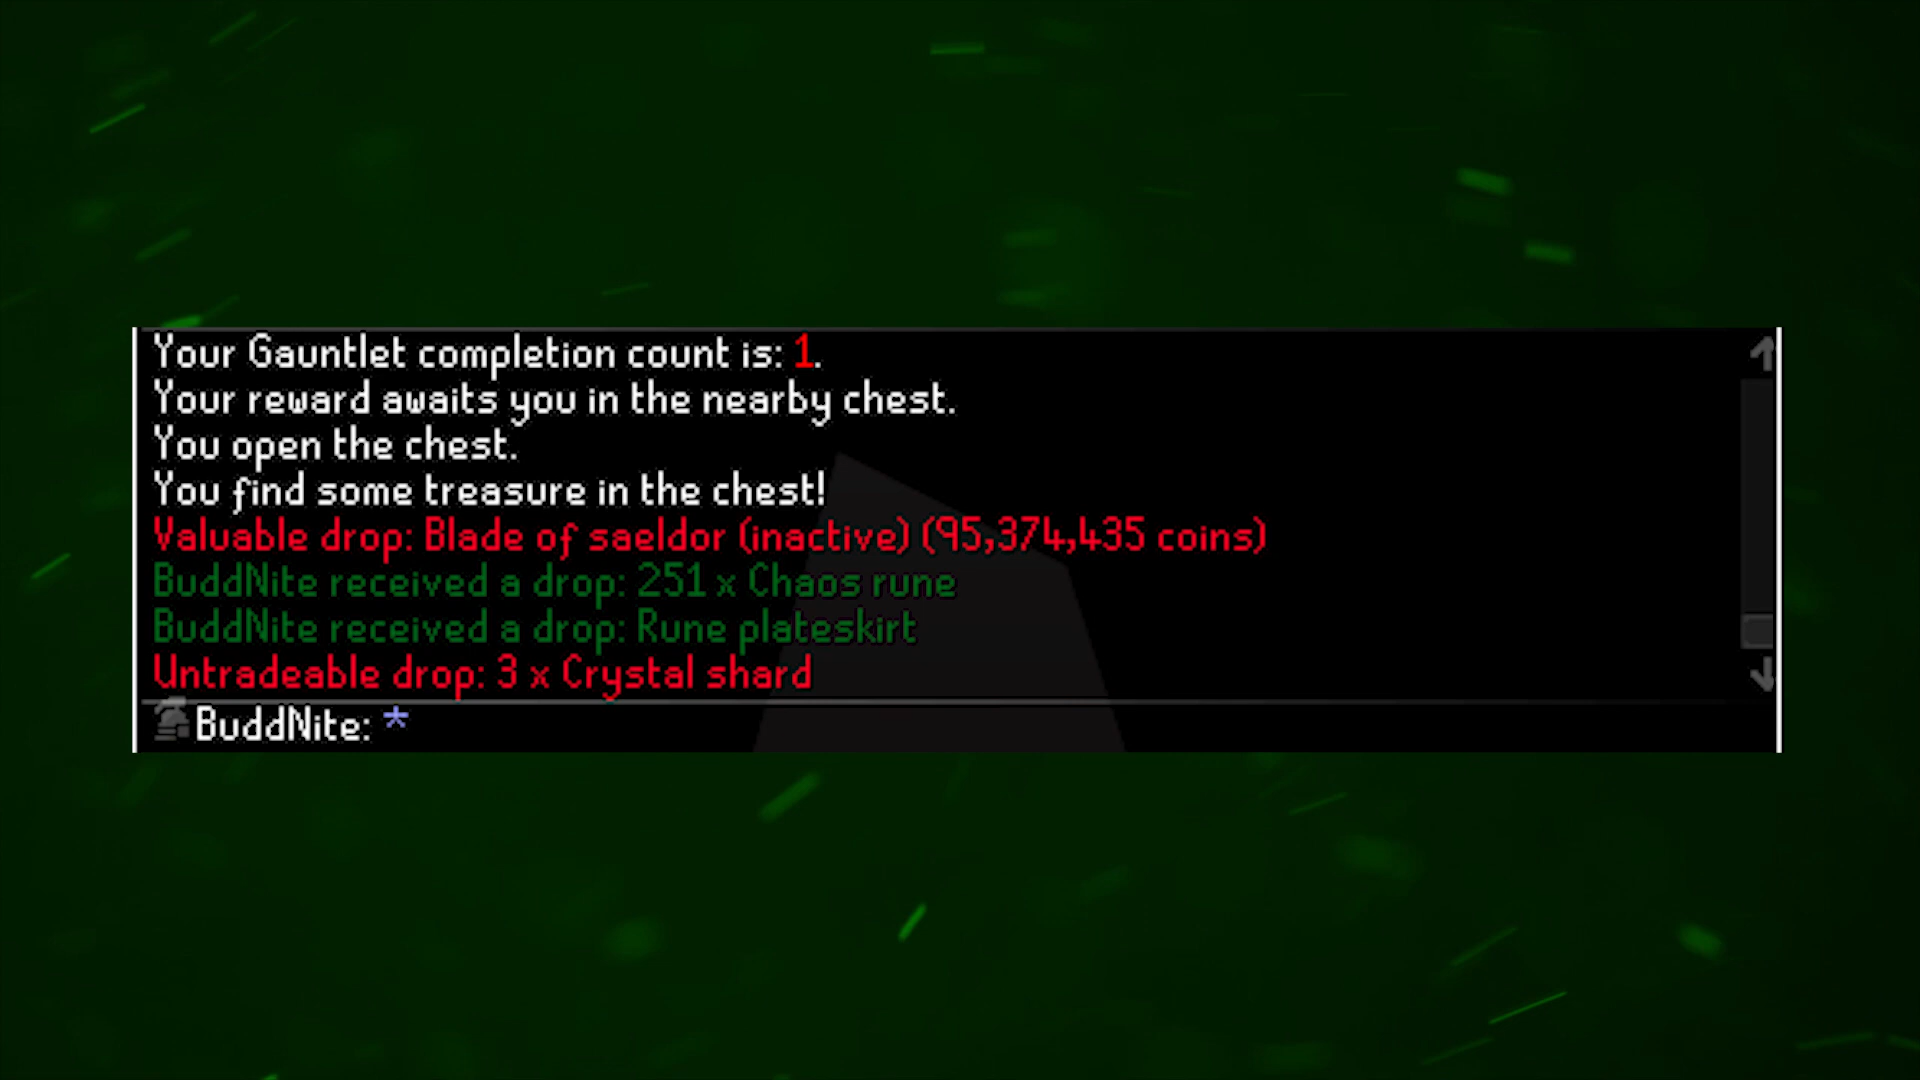 Your Gauntlet completion count is: 1.
Your reward awaits you in the nearby chest.
You open the chest.
You find some treasure in the chest!
Valuable drop: Blade of saeldor (inactive) (95,374,435 coins)
BuddNite received a drop: 251 x Chaos rune
BuddNite received a drop: Rune plateskirt
Untradeable drop: 3 x Crystal shard
BuddNite: *